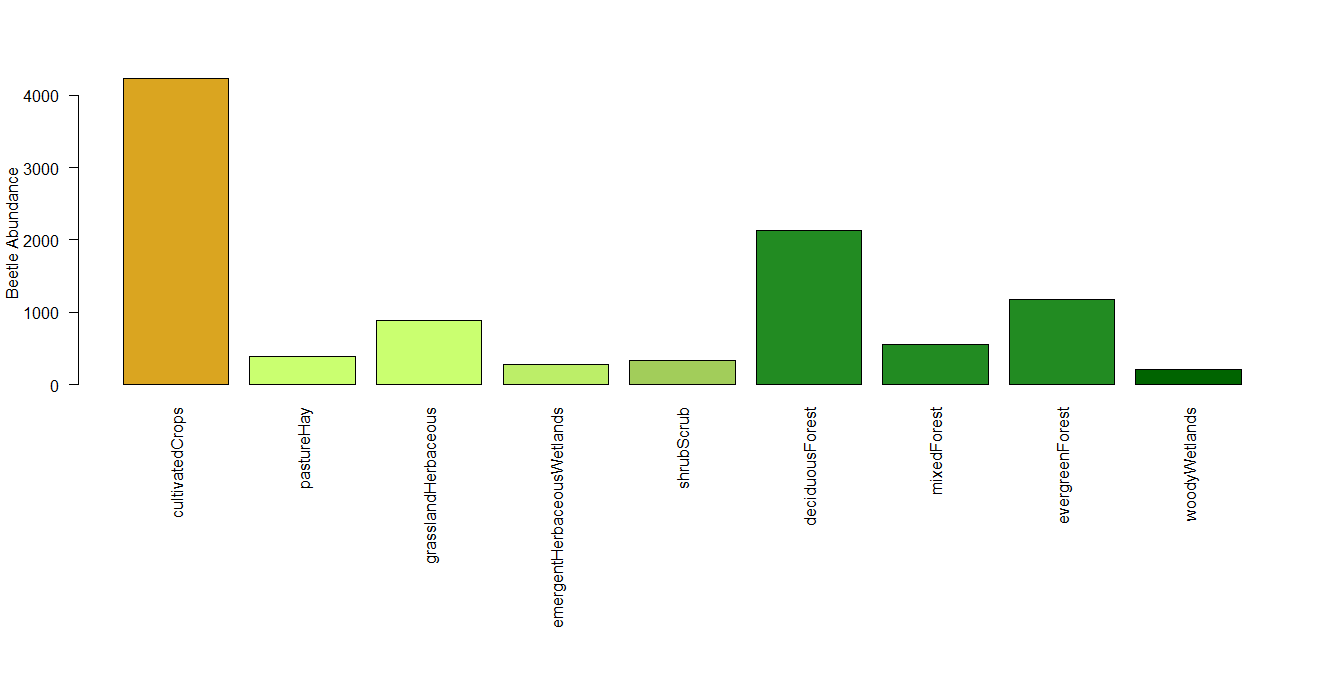 Beetle Abundance
4000
3000
2000
1000
0
cultivatedCrops
pastureHay
grasslandHerbaceous
emergentHerbaceousWetlands
shrubScrub
deciduousForest
mixedForest
evergreenForest
woodyWetlands